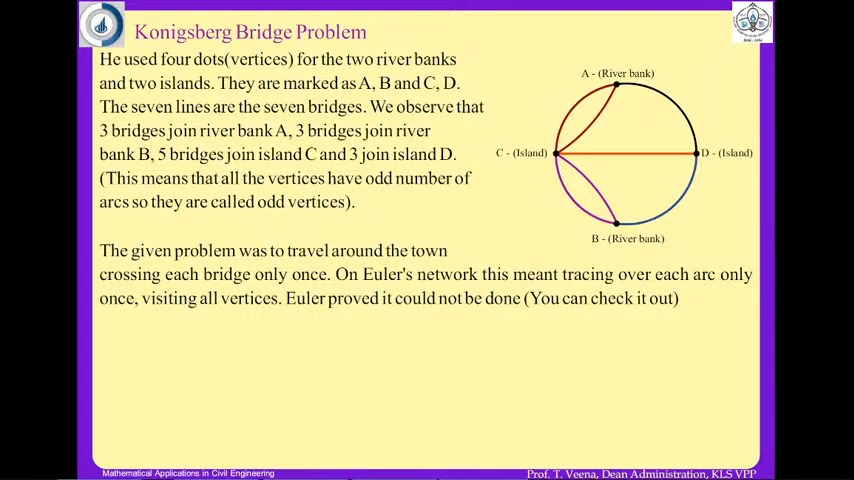 Konigsberg Bridge Problem
He used four dots(vertices) for the two river banks
and two islands. They are marked as A, B and C, D.
The seven lines are the seven bridges. We observe that
3 bridges join river bank A, 3 bridges join river
bank B, 5 bridges join island C and 3 join island D.
(This means that all the vertices have odd number of
arcs so they are called odd vertices).
A - (River bank)
C - (Island)
D - (Island)
B - (River bank)
The given problem was to travel around the town
crossing each bridge only once. On Euler's network this meant tracing over each arc only
once, visiting all vertices. Euler proved it could not be done (You can check it out)
Mathematical Applications in Civil Engineering
Prof. T. Veena, Dean Administration, KLS VPP